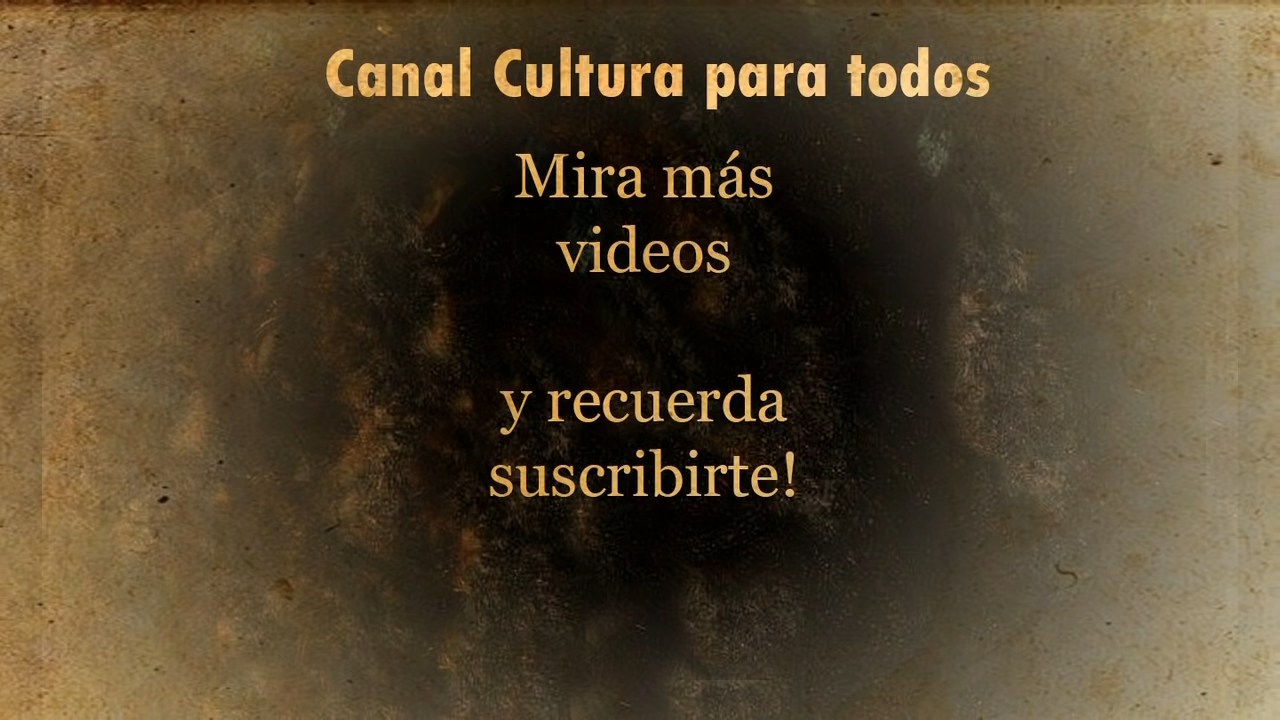 Canal Cultura para todos
Mira más
videos
y recuerda
suscribirte!